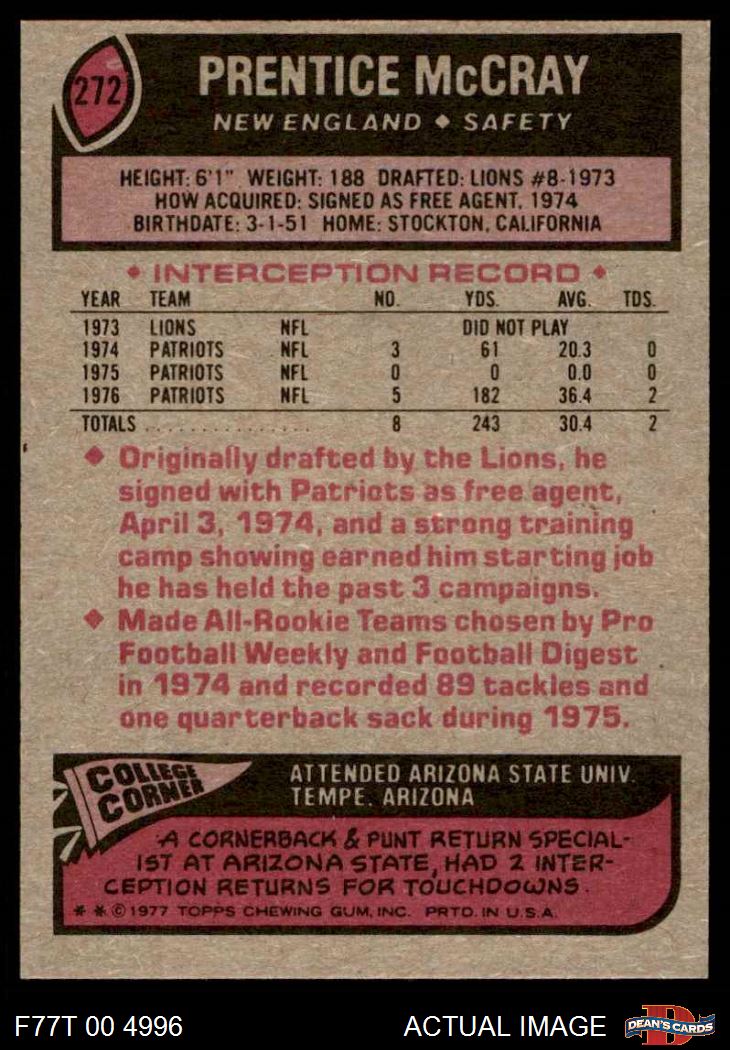 272
PRENTICE McCRAY
NEW ENGLAND ♦ SAFETY
HEIGHT: 6'1" WEIGHT: 188 DRAFTED: LIONS #8-1973
HOW ACQUIRED: SIGNED AS FREE AGENT, 1974
BIRTHDATE: 3-1-51 HOME: STOCKTON, CALIFORNIA
♦ INTERCEPTION RECORD ♦
YEAR TEAM NO. YDS. AVG. TDS.
1973 LIONS NFL DID NOT PLAY
1974 PATRIOTS NFL 3 61 20.3 0
1975 PATRIOTS NFL 0 0 0.0 0
1976 PATRIOTS NFL 5 182 36.4 2
TOTALS . . . . . . . . . . . . . . . 8 243 30.4 2
♦ Originally drafted by the Lions, he
signed with Patriots as free agent,
April 3, 1974, and a strong training
camp showing earned him starting job
he has held the past 3 campaigns.
♦ Made All-Rookie Teams chosen by Pro
Football Weekly and Football Digest
in 1974 and recorded 89 tackles and
one quarterback sack during 1975.
COLLEGE
CORNER
ATTENDED ARIZONA STATE UNIV.
TEMPE, ARIZONA
A CORNERBACK & PUNT RETURN SPECIAL-
IST AT ARIZONA STATE, HAD 2 INTER-
CEPTION RETURNS FOR TOUCHDOWNS.
* * © 1977 TOPPS CHEWING GUM, INC. PRTD. IN U.S.A.
F77T 00 4996 ACTUAL IMAGE
D
DEAN'S CARDS